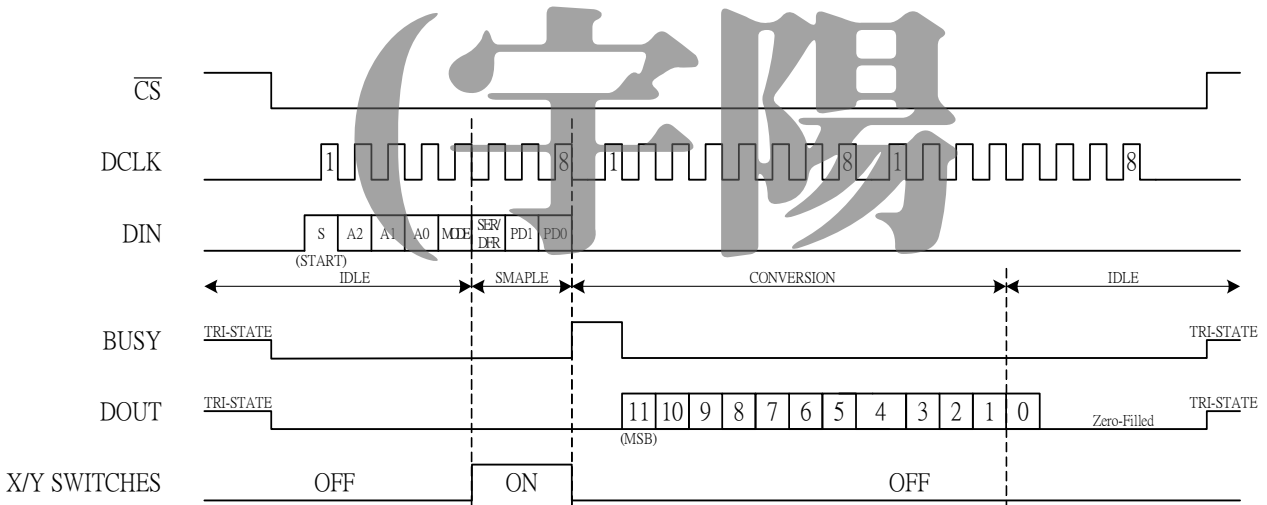 (宇陽
CS
DCLK 1 8 1 8 1 8
DIN S A2 A1 A0 MODE SER/DFR PD1 PD0
(START)
IDLE SMAPLE CONVERSION IDLE
BUSY TRI-STATE TRI-STATE
DOUT TRI-STATE 11 10 9 8 7 6 5 4 3 2 1 0 Zero-Filled TRI-STATE
(MSB)
X/Y SWITCHES OFF ON OFF